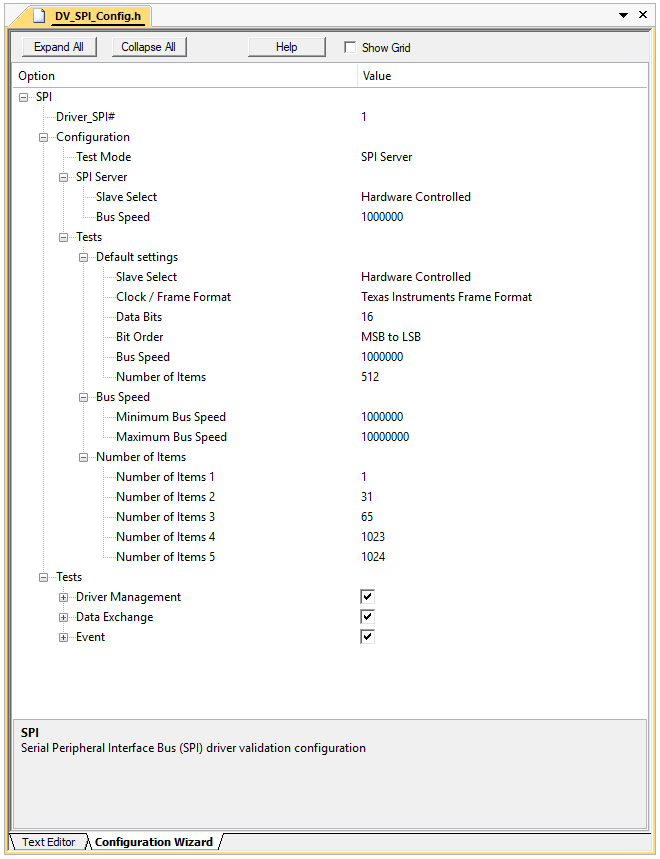 DV_SPI_Config.h
Expand All Collapse All Help Show Grid
Option Value
SPI
Driver_SPI# 1
Configuration
Test Mode SPI Server
SPI Server
Slave Select Hardware Controlled
Bus Speed 1000000
Tests
Default settings
Slave Select Hardware Controlled
Clock / Frame Format Texas Instruments Frame Format
Data Bits 16
Bit Order MSB to LSB
Bus Speed 1000000
Number of Items 512
Bus Speed
Minimum Bus Speed 1000000
Maximum Bus Speed 10000000
Number of Items
Number of Items 1 1
Number of Items 2 31
Number of Items 3 65
Number of Items 4 1023
Number of Items 5 1024
Tests
Driver Management
Data Exchange
Event
SPI
Serial Peripheral Interface Bus (SPI) driver validation configuration
Text Editor Configuration Wizard